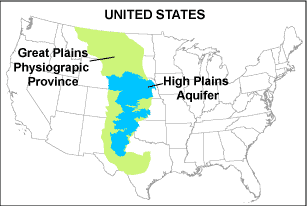 UNITED STATES
Great Plains
Physiograpic
Province
High Plains
Aquifer